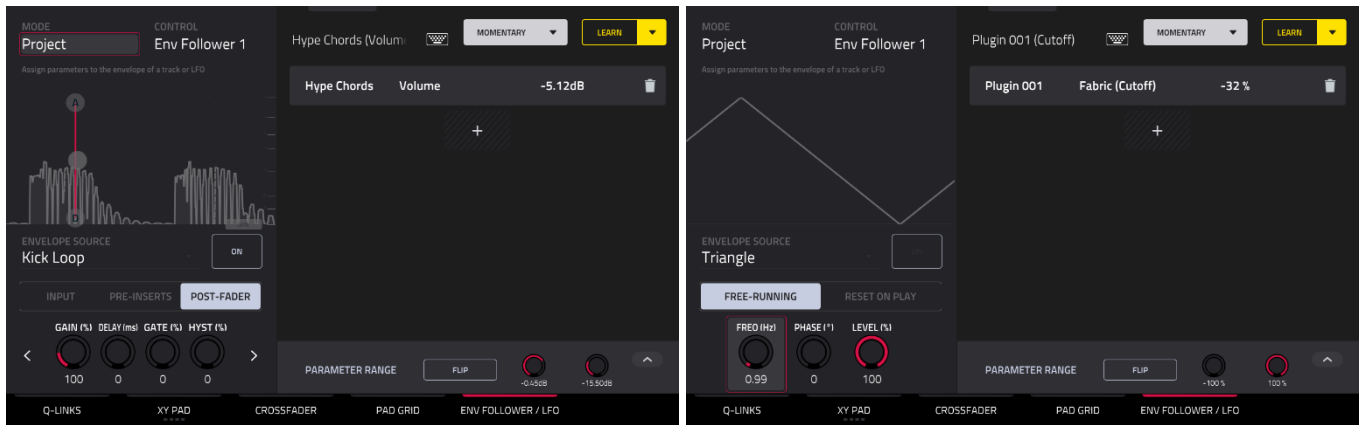 MODE
CONTROL
Project
Env Follower 1
Assign parameters to the envelope of a track or LFO
Hype Chords (Volum
MOMENTARY
LEARN
Hype Chords Volume -5.12dB
+
A
D
ENVELOPE SOURCE
Kick Loop
ON
INPUT PRE-INSERTS POST-FADER
GAIN (%) DELAY (ms) GATE (%) HYST (%)
100 0 0 0
PARAMETER RANGE
FLIP
-0.45dB
-15.50dB
Q-LINKS XY PAD CROSSFADER PAD GRID ENV FOLLOWER / LFO
MODE
CONTROL
Project
Env Follower 1
Assign parameters to the envelope of a track or LFO
Plugin 001 (Cutoff)
MOMENTARY
LEARN
Plugin 001 Fabric (Cutoff) -32 %
+
ENVELOPE SOURCE
Triangle
FREE-RUNNING RESET ON PLAY
FREQ (Hz) PHASE (°) LEVEL (%)
0.99 0 100
PARAMETER RANGE
FLIP
-100 %
100 %
Q-LINKS XY PAD CROSSFADER PAD GRID ENV FOLLOWER / LFO